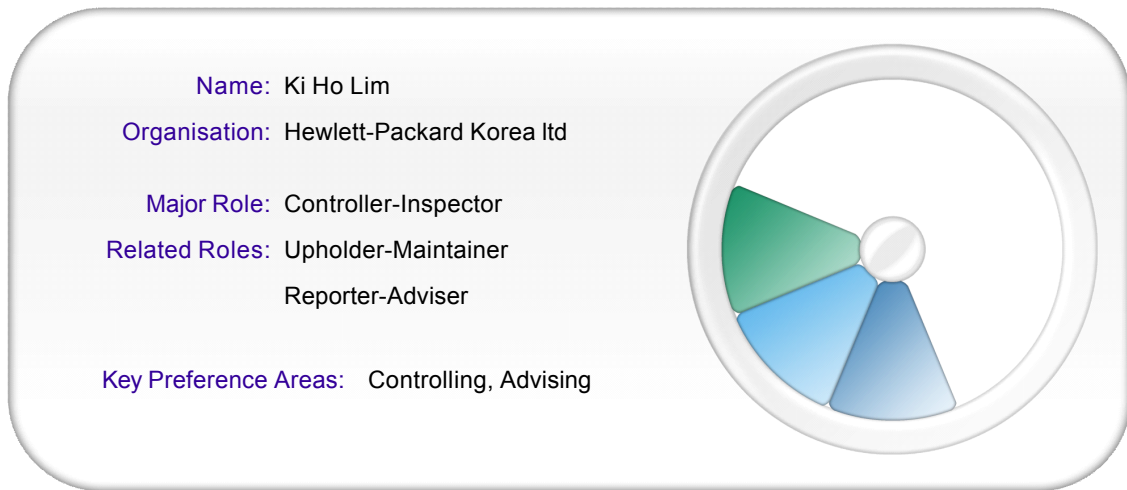 Name: Ki Ho Lim
Organisation: Hewlett-Packard Korea ltd
Major Role: Controller-Inspector
Related Roles: Upholder-Maintainer
Reporter-Adviser
Key Preference Areas: Controlling, Advising